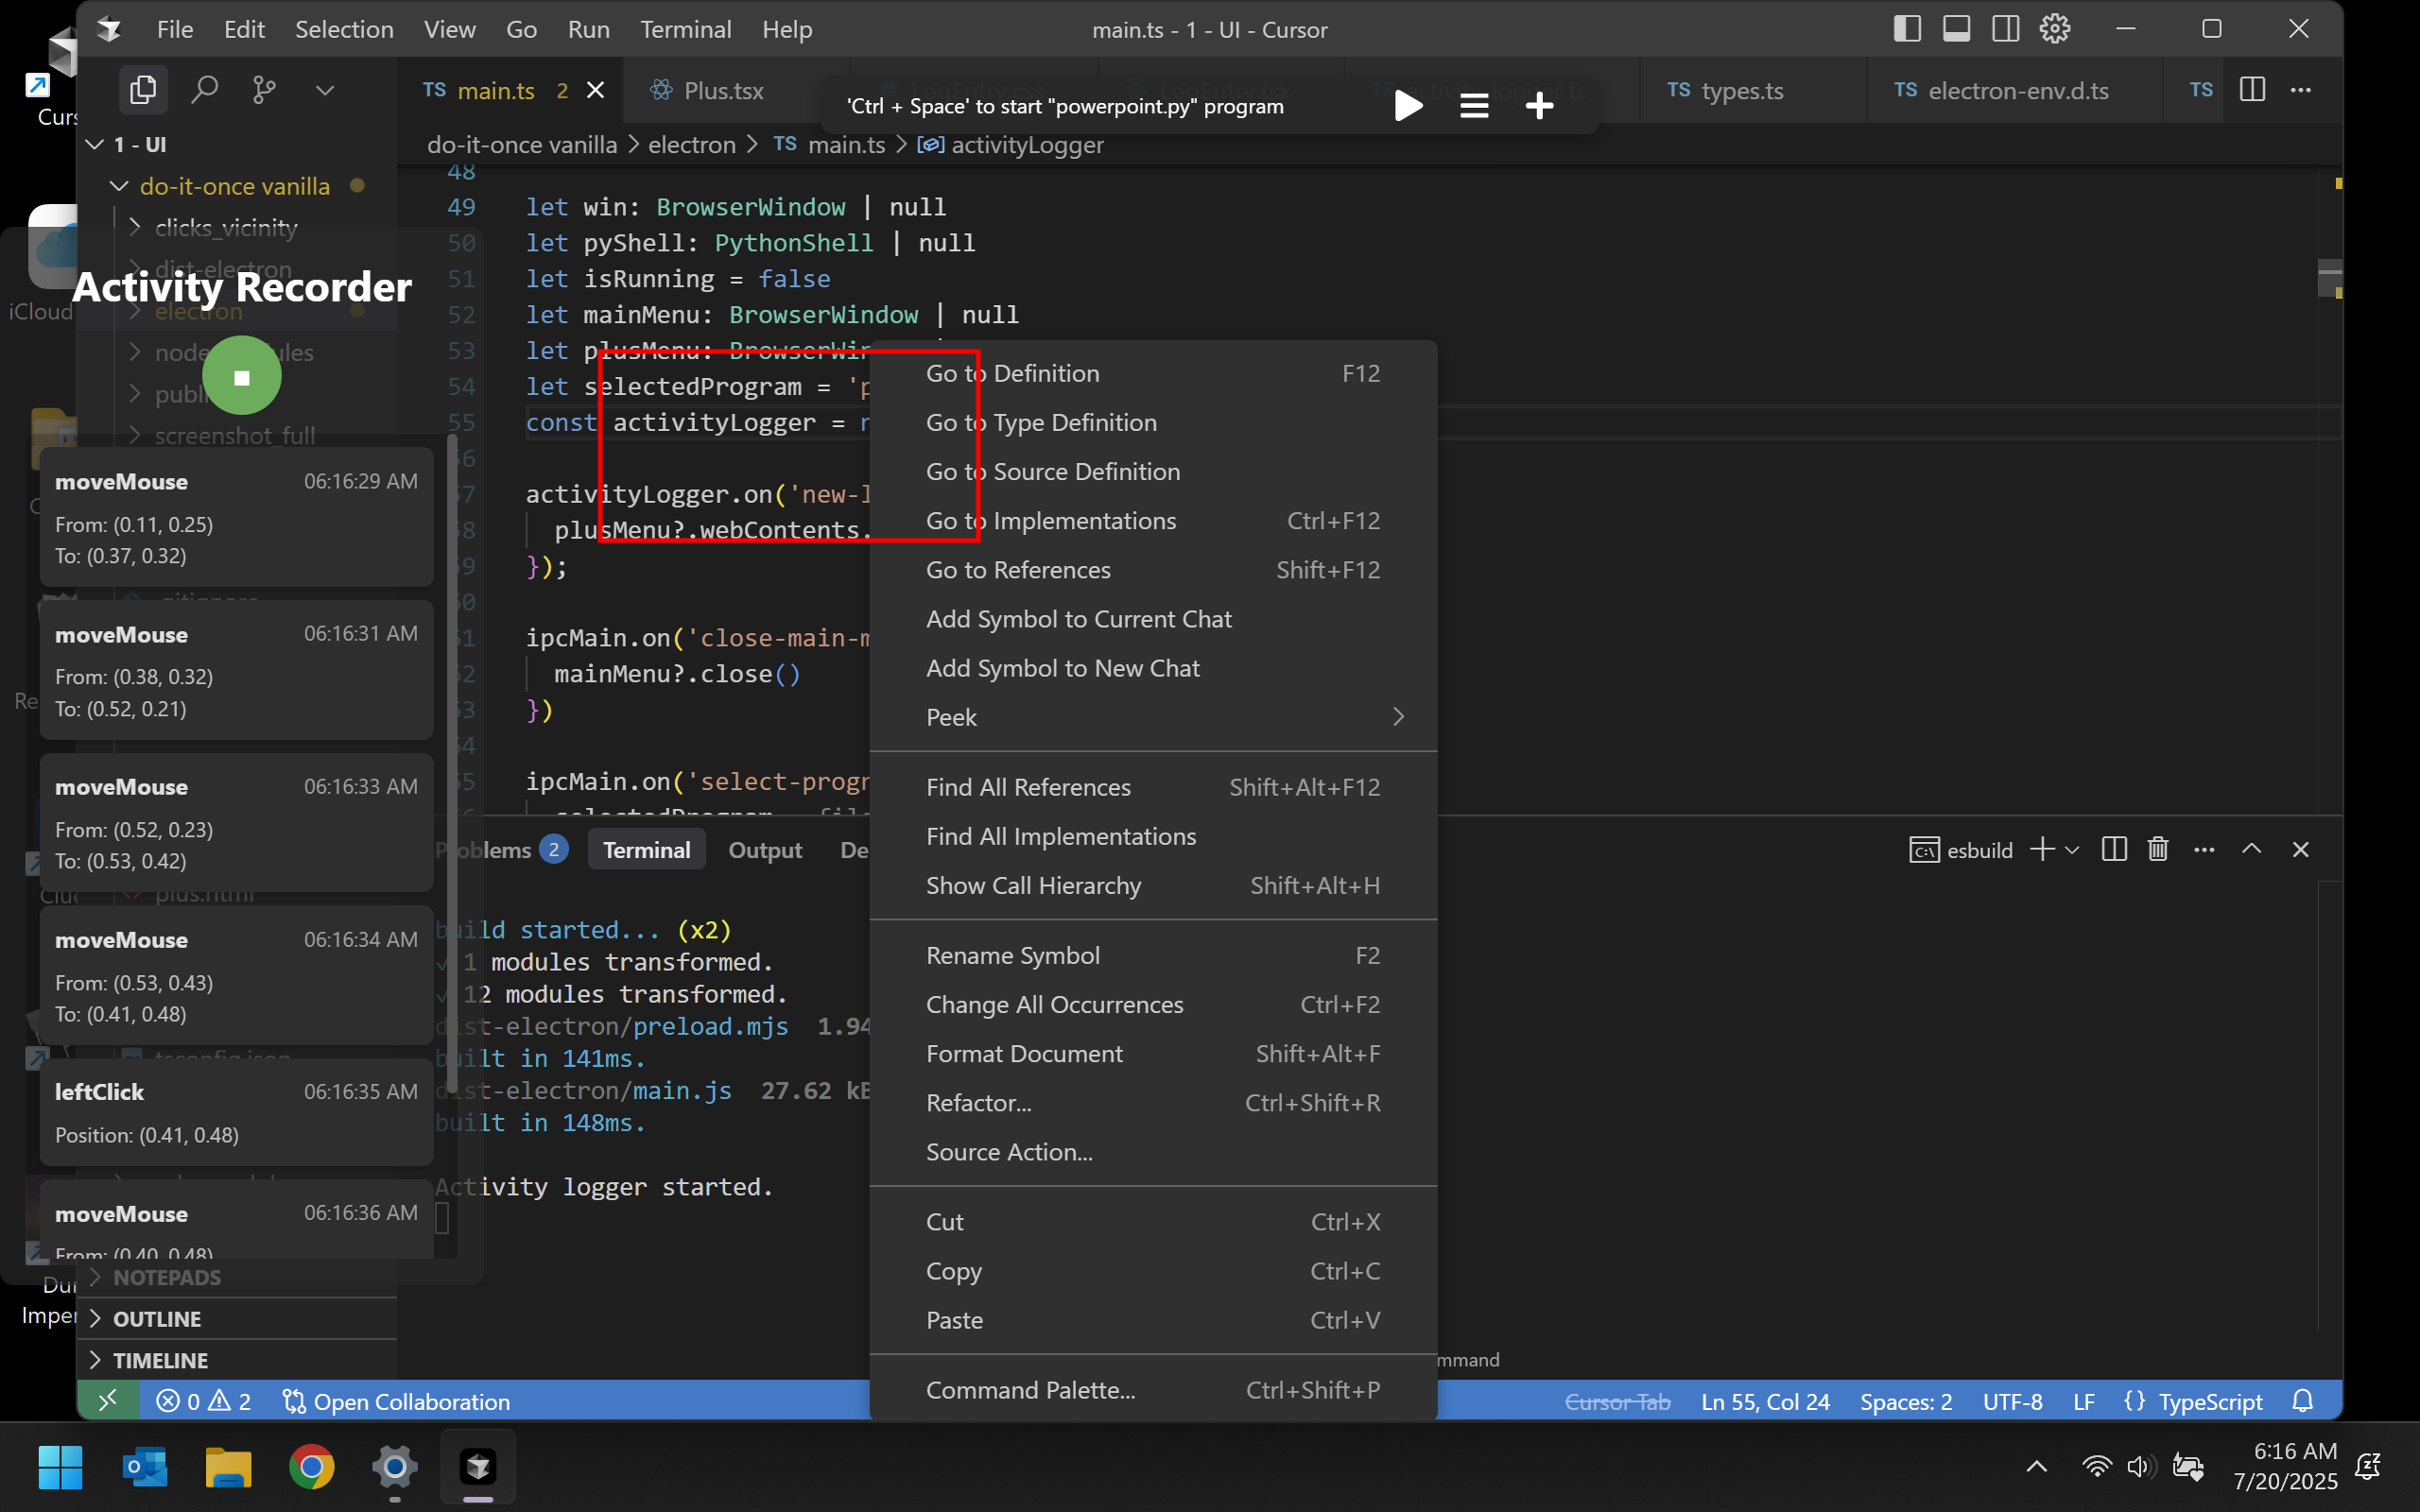 File Edit Selection View Go Run Terminal Help
main.ts - 1 - UI - Cursor
Curs
TS main.ts 2
Plus.tsx
TS types.ts
TS electron-env.d.ts
TS
'Ctrl + Space' to start "powerpoint.py" program
1 - UI
do-it-once vanilla > electron > TS main.ts > activityLogger
do-it-once vanilla
clicks_vicinity
dist-electron
electron
publi
screenshot_full
iCloud
Activity Recorder
48
49 let win: BrowserWindow | null
50 let pyShell: PythonShell | null
51 let isRunning = false
52 let mainMenu: BrowserWindow | null
53 let plusMenu: BrowserWin
54 let selectedProgram = 'p
55 const activityLogger = r
activityLogger.on('new-l
plusMenu?.webContents.
});
ipcMain.on('close-main-m
mainMenu?.close()
})
ipcMain.on('select-progr
moveMouse 06:16:29 AM
From: (0.11, 0.25)
To: (0.37, 0.32)
moveMouse 06:16:31 AM
From: (0.38, 0.32)
To: (0.52, 0.21)
moveMouse 06:16:33 AM
From: (0.52, 0.23)
To: (0.53, 0.42)
moveMouse 06:16:34 AM
From: (0.53, 0.43)
To: (0.41, 0.48)
leftClick 06:16:35 AM
Position: (0.41, 0.48)
moveMouse 06:16:36 AM
From: (0.40, 0.48)
Go to Definition F12
Go to Type Definition
Go to Source Definition
Go to Implementations Ctrl+F12
Go to References Shift+F12
Add Symbol to Current Chat
Add Symbol to New Chat
Peek
Find All References Shift+Alt+F12
Find All Implementations
Show Call Hierarchy Shift+Alt+H
Rename Symbol F2
Change All Occurrences Ctrl+F2
Format Document Shift+Alt+F
Refactor... Ctrl+Shift+R
Source Action...
Cut Ctrl+X
Copy Ctrl+C
Paste Ctrl+V
Command Palette... Ctrl+Shift+P
Problems 2 Terminal Output De
esbuild
build started... (x2)
✓ 1 modules transformed.
✓ 12 modules transformed.
dist-electron/preload.mjs 1.94
built in 141ms.
dist-electron/main.js 27.62 kB
built in 148ms.
Activity logger started.
mmand
NOTEPADS
OUTLINE
TIMELINE
Imper
0 2 Open Collaboration
Cursor Tab Ln 55, Col 24 Spaces: 2 UTF-8 LF {} TypeScript
6:16 AM
7/20/2025